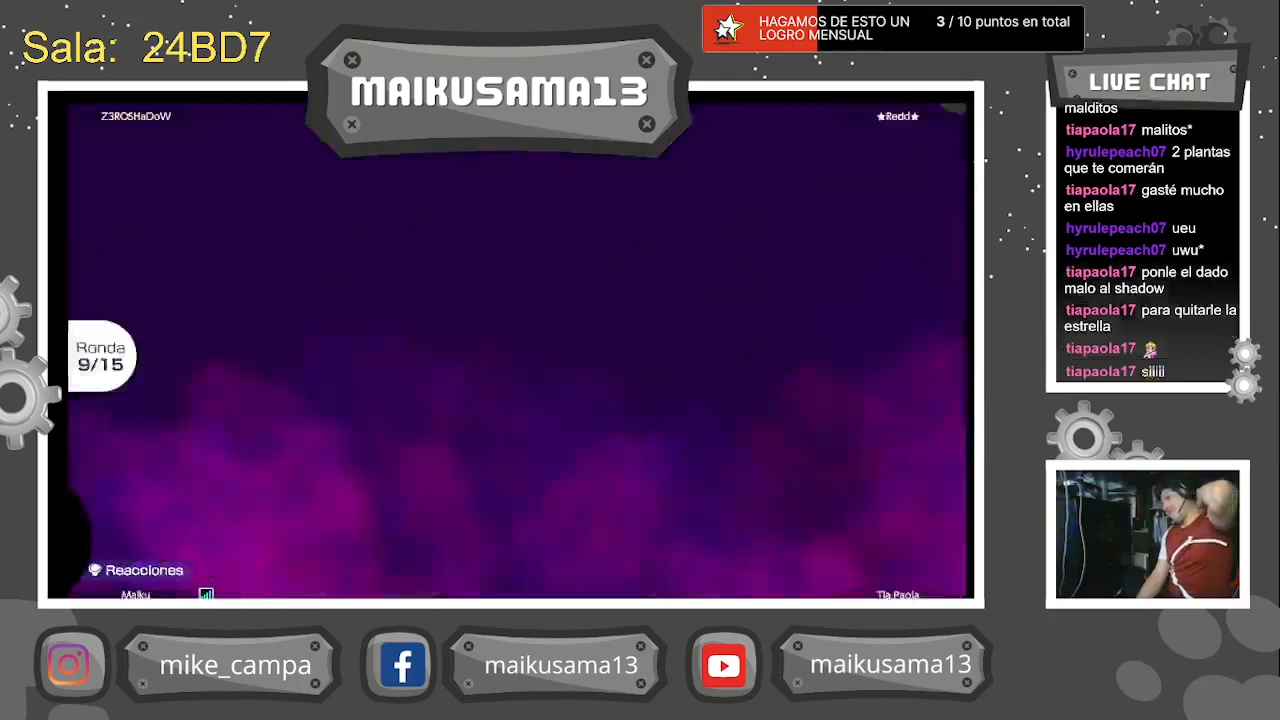 Sala: 24BD7
MAIKUSAMA13
HAGAMOS DE ESTO UN
LOGRO MENSUAL
3 / 10 puntos en total
LIVE CHAT
malditos
tiapaola17 malitos*
hyrulepeach07 2 plantas
que te comerán
tiapaola17 gasté mucho
en ellas
hyrulepeach07 ueu
hyrulepeach07 uwu*
tiapaola17 ponle el dado
malo al shadow
tiapaola17 para quitarle la
estrella
tiapaola17
tiapaola17 siiiii
Z3ROSHaDoW
★Redd★
Ronda
9/15
Reacciones
Maiku
Tia Paola
mike_campa
maikusama13
maikusama13